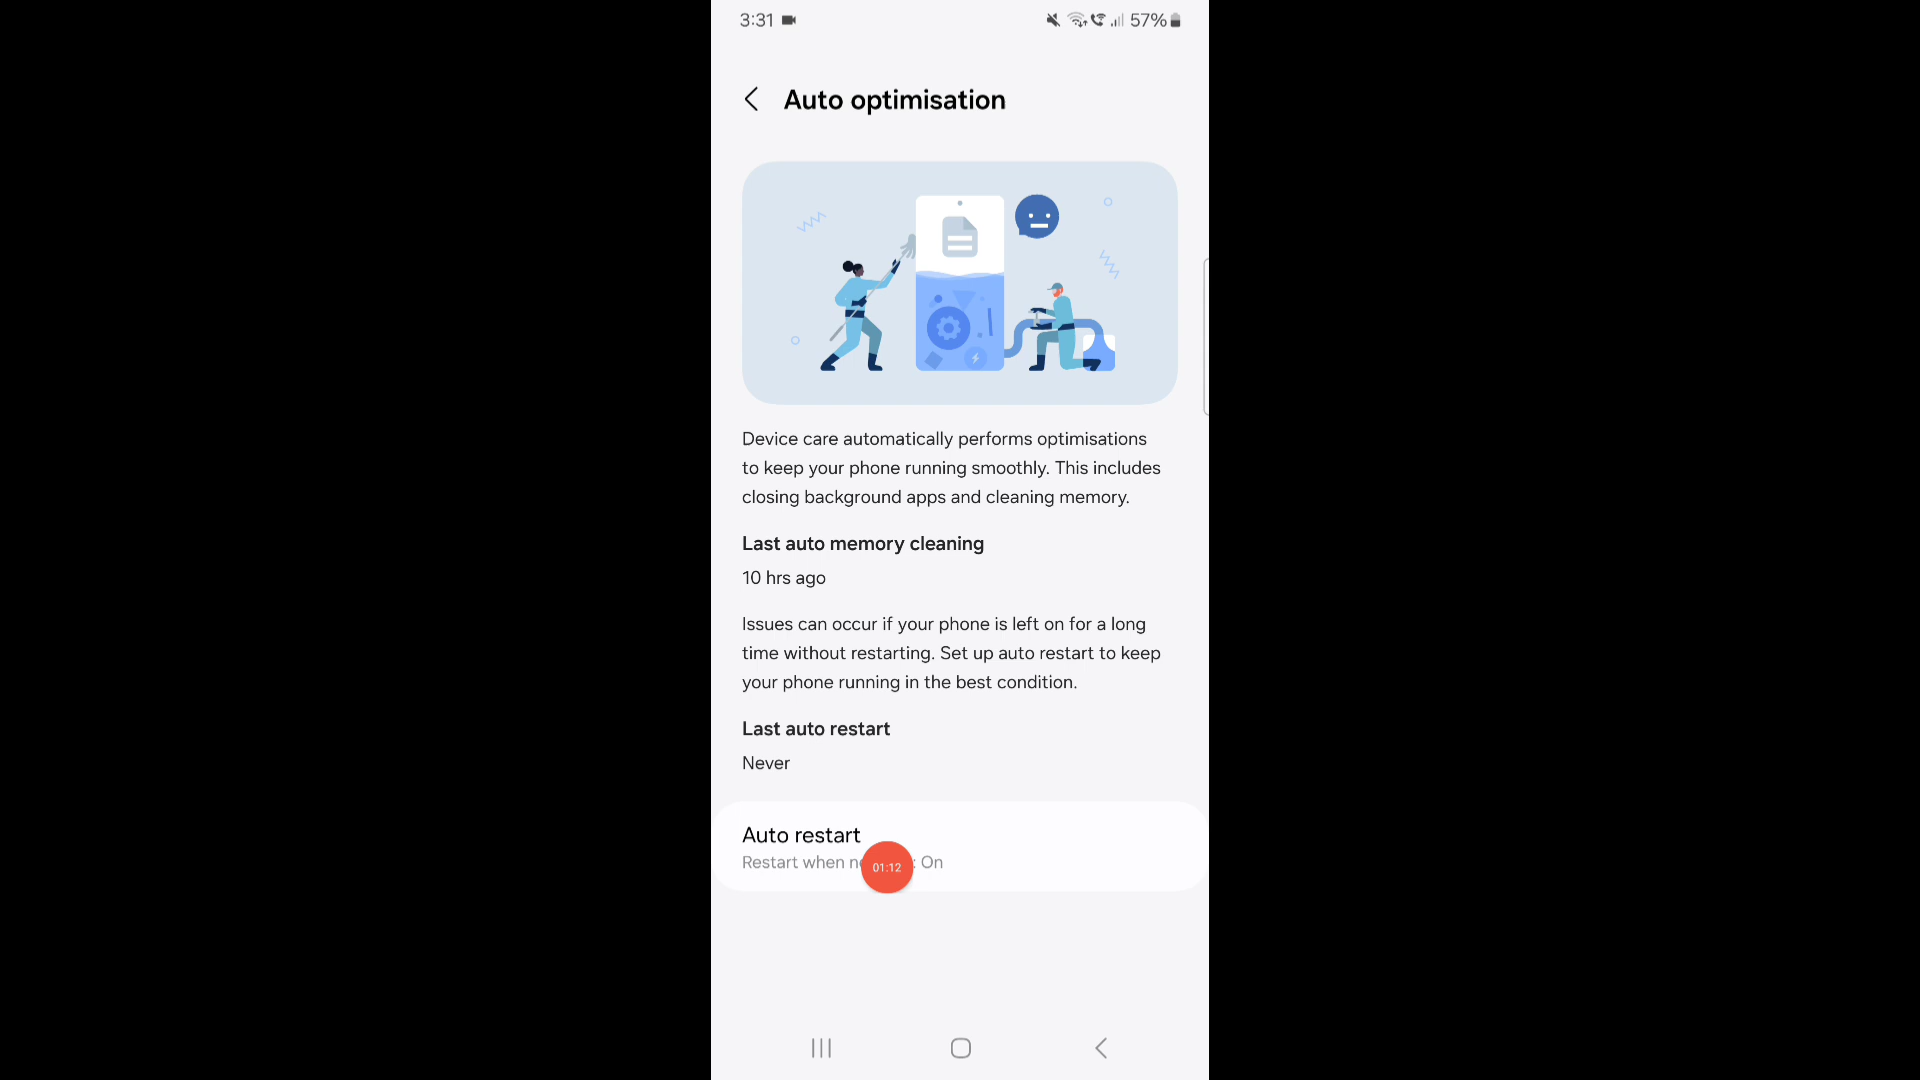 3:31
57%
Auto optimisation
Device care automatically performs optimisations
to keep your phone running smoothly. This includes
closing background apps and cleaning memory.
Last auto memory cleaning
10 hrs ago
Issues can occur if your phone is left on for a long
time without restarting. Set up auto restart to keep
your phone running in the best condition.
Last auto restart
Never
Auto restart
Restart when : On
01:12